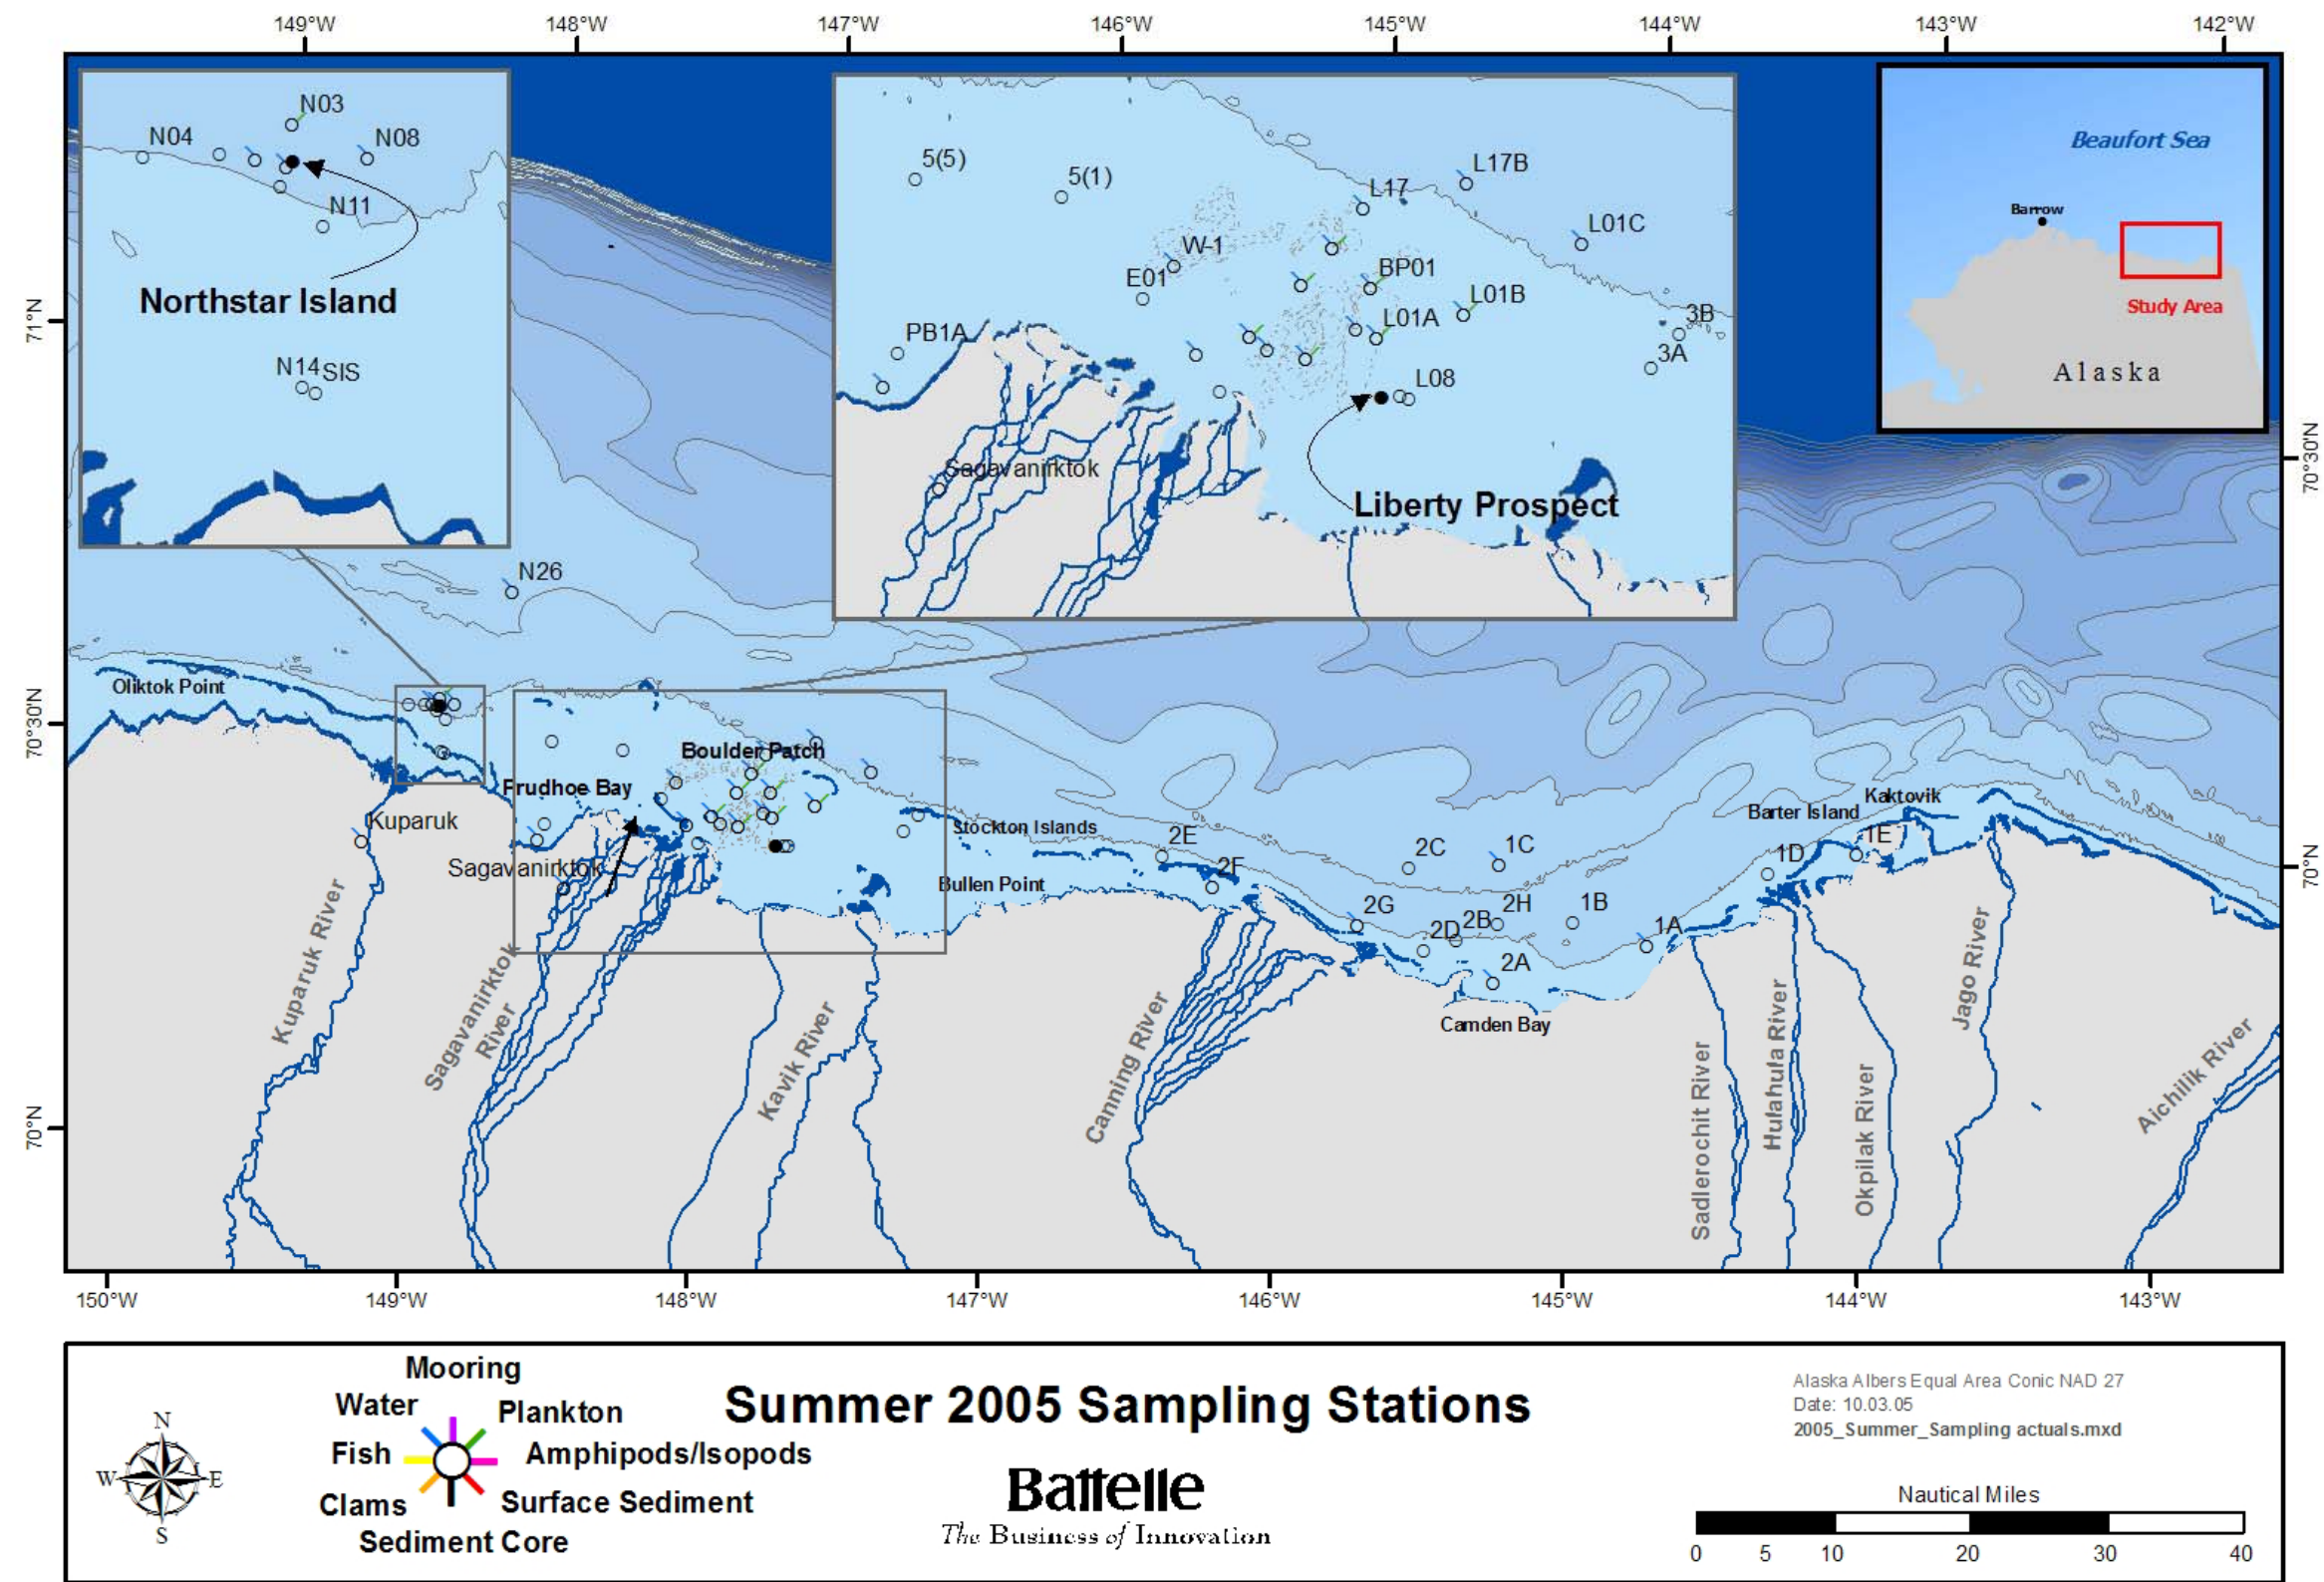 149°W 148°W 147°W 146°W 145°W 144°W 143°W 142°W
N03
N04
N08
N11
Northstar Island
N14
SIS
5(5)
5(1)
L17B
L17
L01C
W-1
BP01
E01
L01B
L01A
3B
PB1A
3A
L08
Sagavanirktok
Liberty Prospect
Beaufort Sea
Barrow
Study Area
Alaska
71°N
70°30'N
70°N
70°30'N
70°N
N26
Oliktok Point
Boulder Patch
Prudhoe Bay
Kuparuk
Sagavanirktok
Stockton Islands
Bullen Point
2E
2F
2C
1C
2G
2D
2B
2H
1B
1A
2A
Camden Bay
Barter Island
Kaktovik
1D
1E
Kuparuk River
Sagavanirktok
River
Kavik River
Canning River
Sadlerochit River
Hulahula River
Okpilak River
Jago River
Aichilik River
150°W 149°W 148°W 147°W 146°W 145°W 144°W 143°W
N
W E
S
Mooring
Water
Plankton
Fish
Amphipods/Isopods
Clams
Surface Sediment
Sediment Core
Summer 2005 Sampling Stations
Battelle
The Business of Innovation
Alaska Albers Equal Area Conic NAD 27
Date: 10.03.05
2005_Summer_Sampling actuals.mxd
Nautical Miles
0 5 10 20 30 40